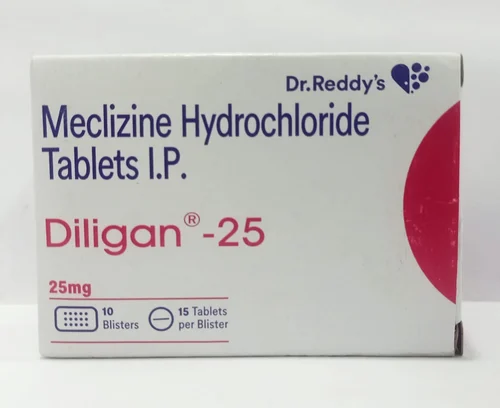 Dr.Reddy's
Meclizine Hydrochloride
Tablets I.P.
Diligan® -25
25mg
10 Blisters
15 Tablets per Blister